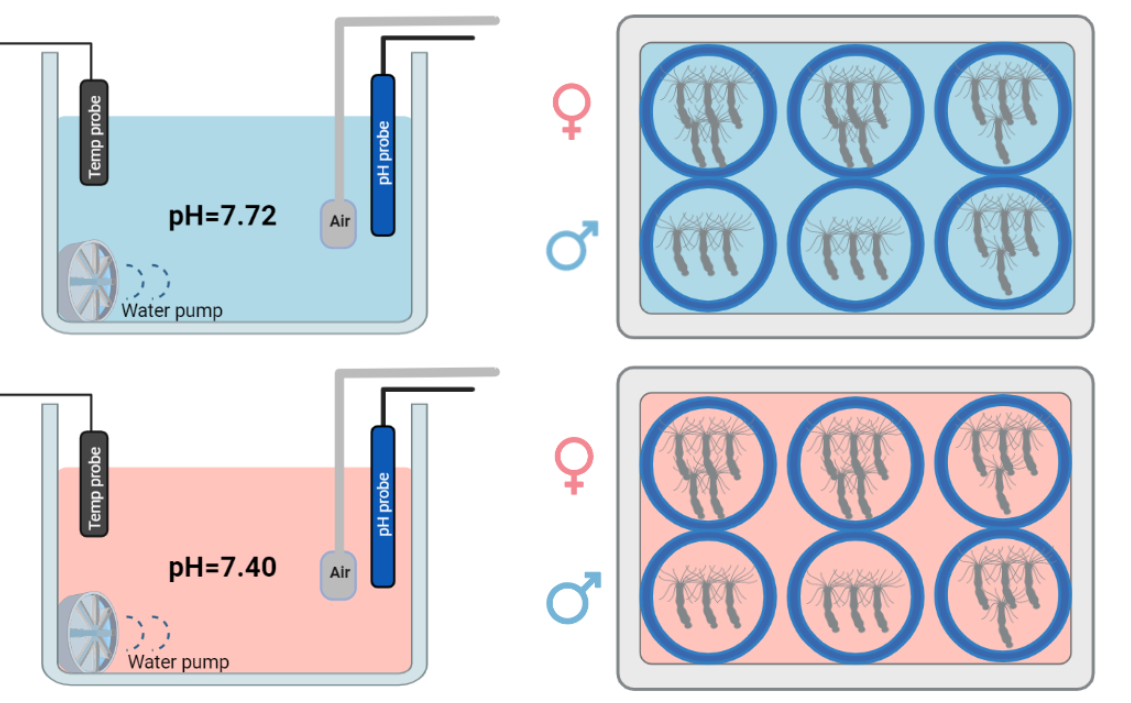 Temp probe
pH probe
pH=7.72
Air
Water pump
♀
♂
Temp probe
pH probe
pH=7.40
Air
Water pump
♀
♂